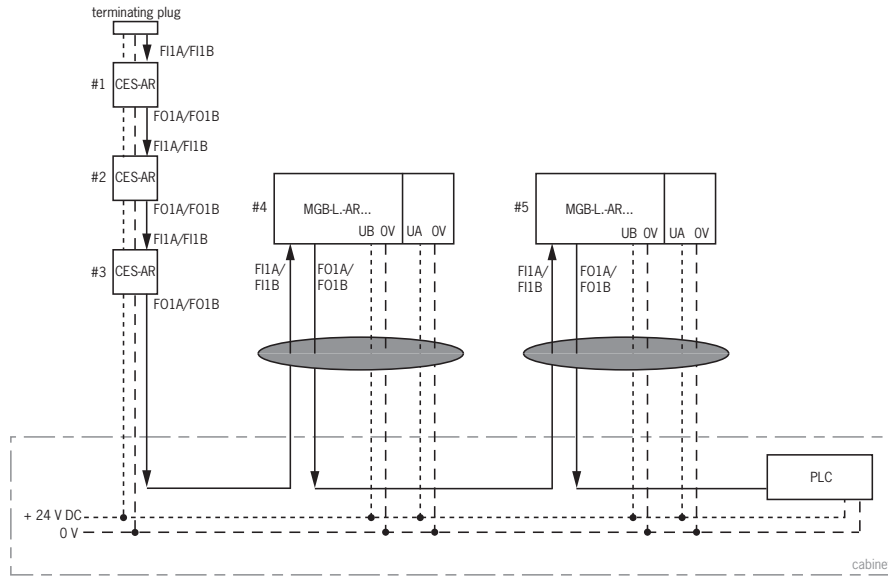 terminating plug
FI1A/FI1B
#1 CES-AR
FO1A/FO1B
FI1A/FI1B
#2 CES-AR
FO1A/FO1B
FI1A/FI1B
#3 CES-AR
FO1A/FO1B
#4 MGB-L.-AR...
UB 0V UA 0V
FI1A/
FI1B
FO1A/
FO1B
#5 MGB-L.-AR...
UB 0V UA 0V
FI1A/
FI1B
FO1A/
FO1B
PLC
+ 24 V DC
0 V
cabine